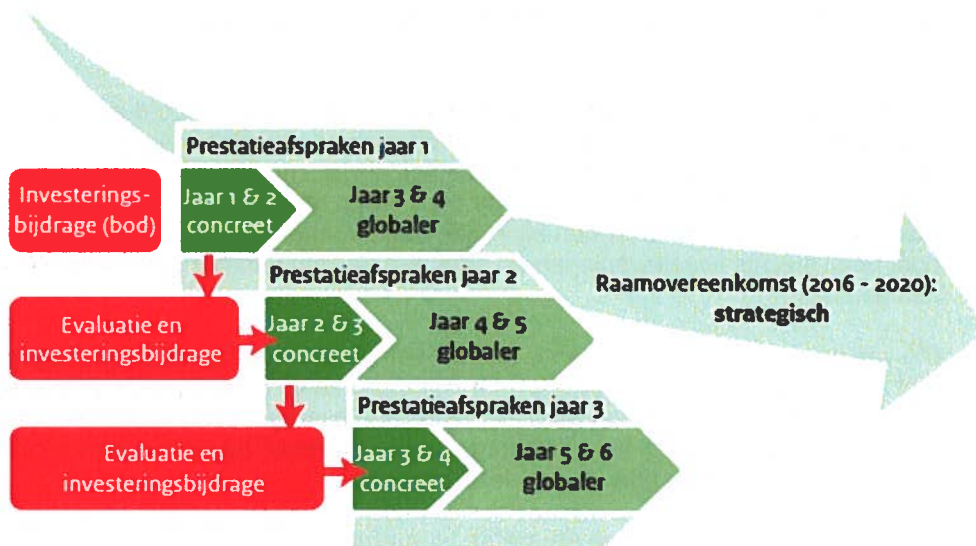 Prestatieafspraken jaar 1
Investerings-
bijdrage (bod)
Jaar 1 & 2
concreet
Jaar 3 & 4
globaler
Prestatieafspraken jaar 2
Raamovereenkomst (2016 - 2020):
strategisch
Evaluatie en
investeringsbijdrage
Jaar 2 & 3
concreet
Jaar 4 & 5
globaler
Prestatieafspraken jaar 3
Evaluatie en
investeringsbijdrage
Jaar 3 & 4
concreet
Jaar 5 & 6
globaler